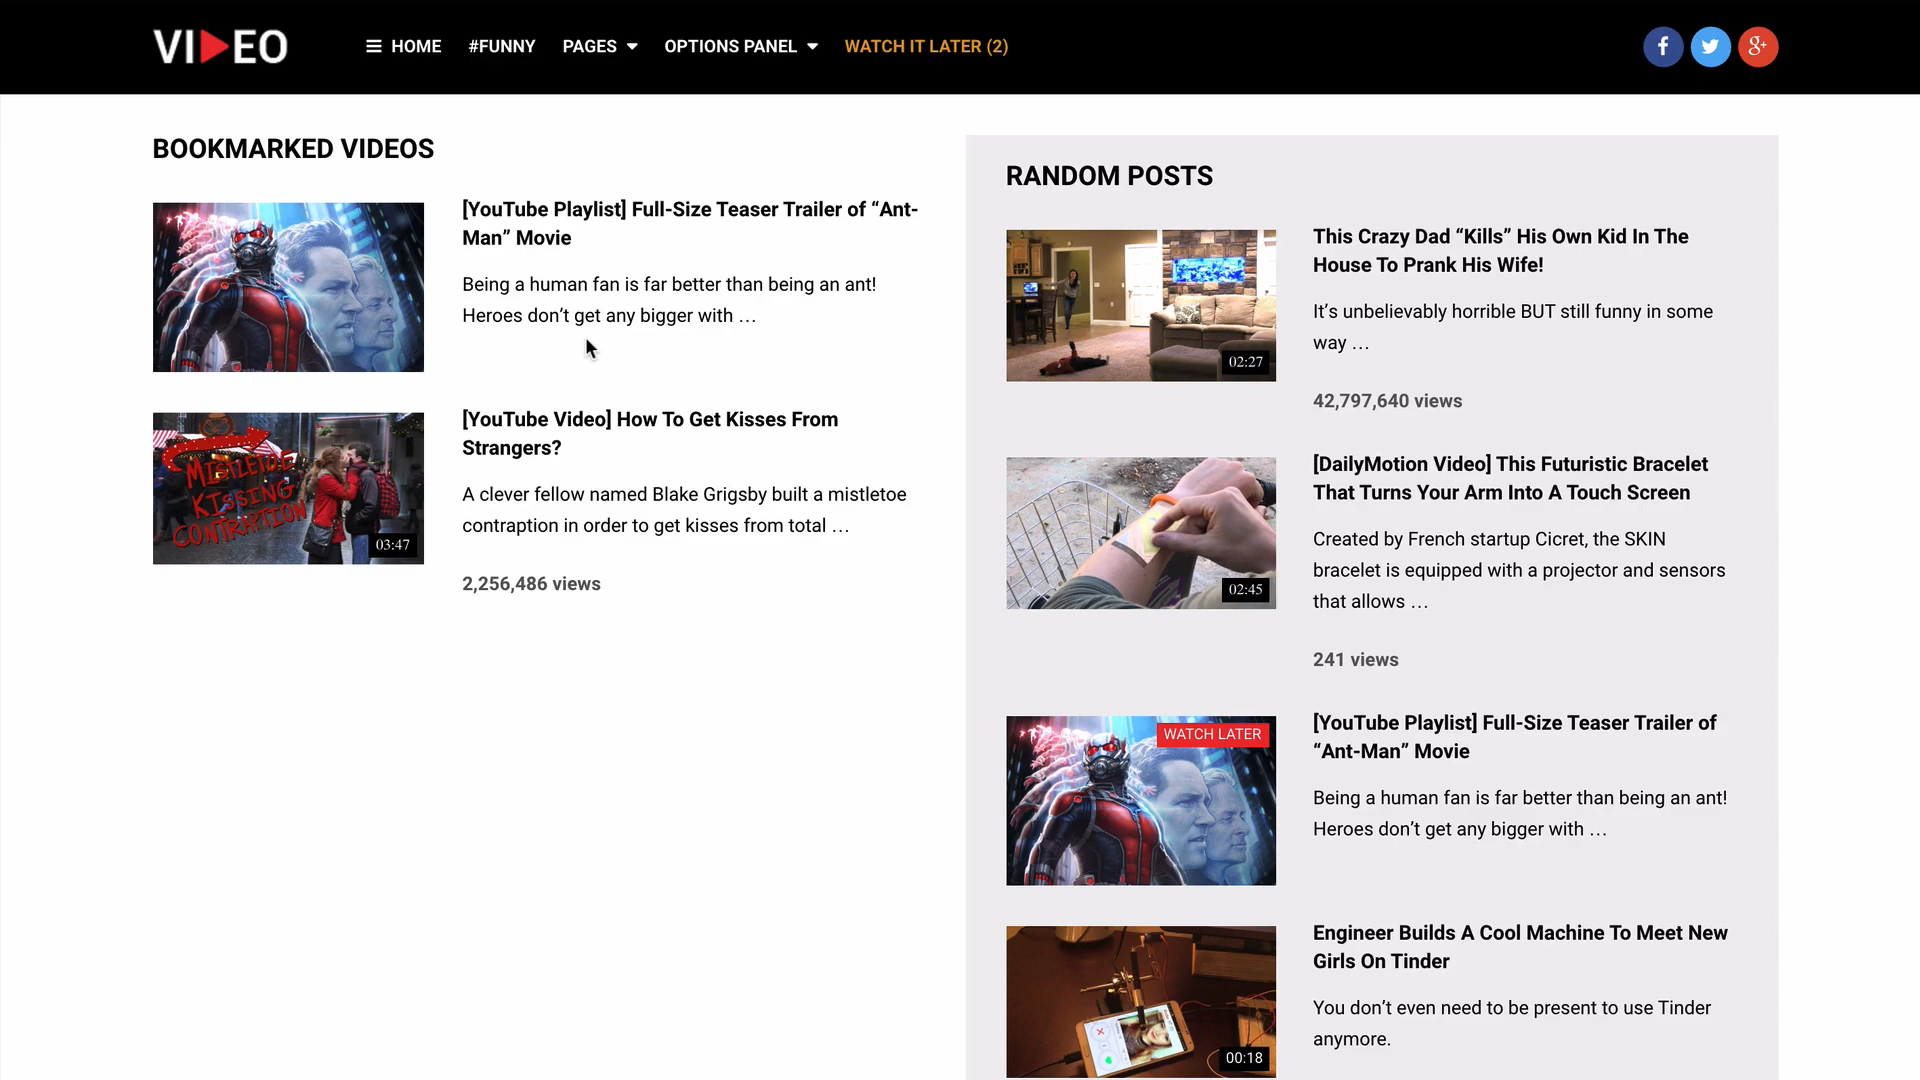 VIDEO
HOME
#FUNNY
PAGES
OPTIONS PANEL
WATCH IT LATER (2)
f
g+
BOOKMARKED VIDEOS
[YouTube Playlist] Full-Size Teaser Trailer of “Ant-
Man” Movie
Being a human fan is far better than being an ant!
Heroes don’t get any bigger with …
MISTLETOE
KISSING
CONTRAPTION
03:47
[YouTube Video] How To Get Kisses From
Strangers?
A clever fellow named Blake Grigsby built a mistletoe
contraption in order to get kisses from total …
2,256,486 views
RANDOM POSTS
02:27
This Crazy Dad “Kills” His Own Kid In The
House To Prank His Wife!
It’s unbelievably horrible BUT still funny in some
way …
42,797,640 views
02:45
[DailyMotion Video] This Futuristic Bracelet
That Turns Your Arm Into A Touch Screen
Created by French startup Cicret, the SKIN
bracelet is equipped with a projector and sensors
that allows …
241 views
WATCH LATER
[YouTube Playlist] Full-Size Teaser Trailer of
“Ant-Man” Movie
Being a human fan is far better than being an ant!
Heroes don’t get any bigger with …
00:18
Engineer Builds A Cool Machine To Meet New
Girls On Tinder
You don’t even need to be present to use Tinder
anymore.